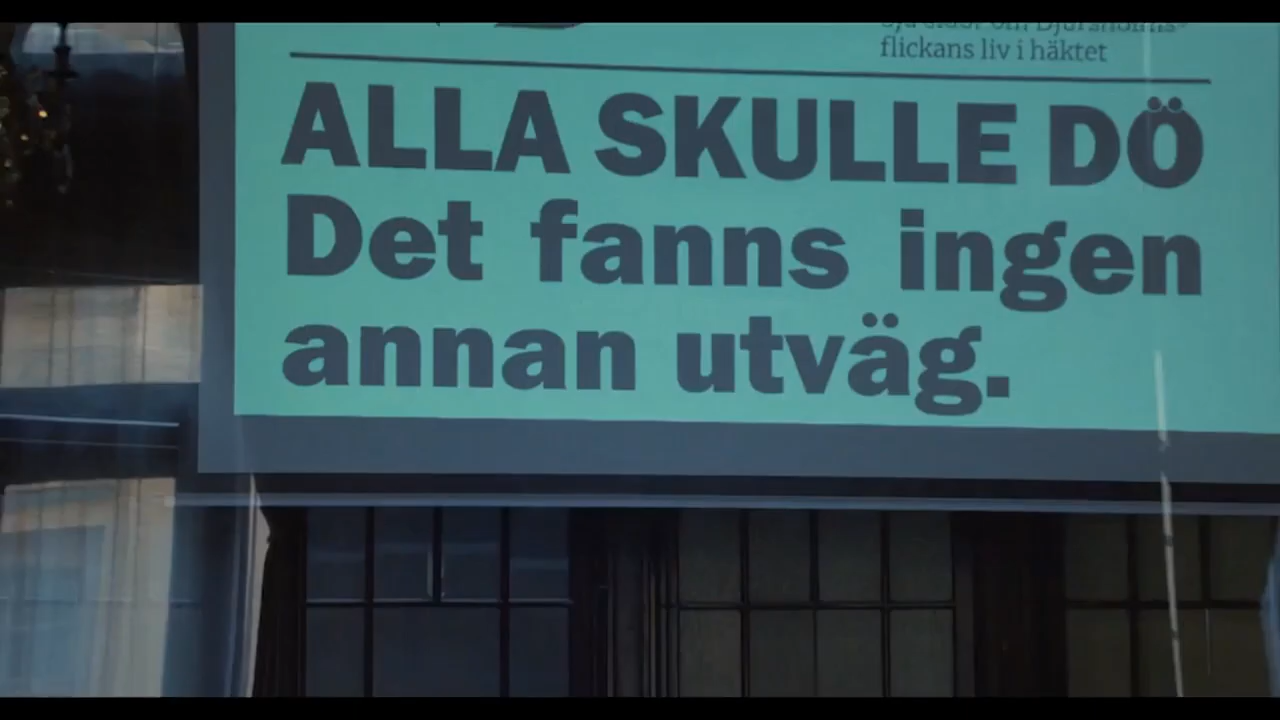 flickans liv i häktet
ALLA SKULLE DÖ
Det fanns ingen
annan utväg.